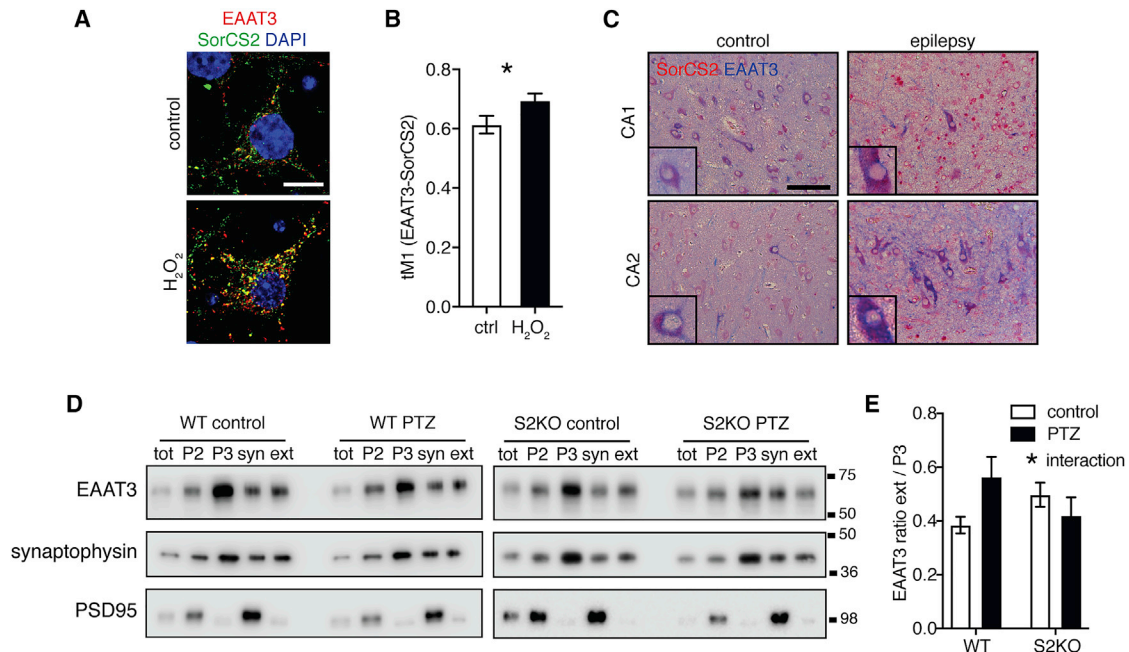 A
EAAT3
SorCS2 DAPI
control
H2O2
B
*
tM1 (EAAT3-SorCS2)
0.8
0.6
0.4
0.2
0.0
ctrl
H2O2
C
control
epilepsy
SorCS2 EAAT3
CA1
CA2
D
WT control
WT PTZ
S2KO control
S2KO PTZ
tot P2 P3 syn ext
tot P2 P3 syn ext
tot P2 P3 syn ext
tot P2 P3 syn ext
EAAT3
75
50
synaptophysin
50
36
PSD95
98
E
EAAT3 ratio ext / P3
0.8
0.6
0.4
0.2
0.0
control
PTZ
* interaction
WT
S2KO